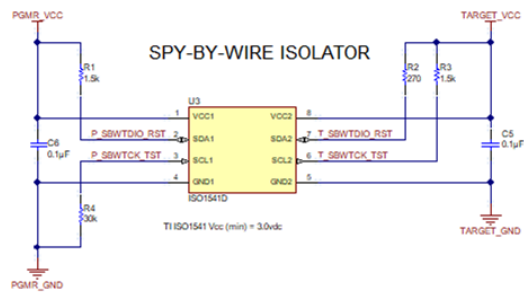 PGMR_VCC
TARGET_VCC
SPY-BY-WIRE ISOLATOR
R1
1.5k
R2
270
R3
1.5k
U3
1
VCC1
VCC2
8
P_SBWTDIO_RST
2
SDA1
SDA2
7
T_SBWTDIO_RST
C6
0.1µF
C5
0.1µF
P_SBWTCK_TST
3
SCL1
SCL2
6
T_SBWTCK_TST
4
GND1
GND2
5
ISO1541D
R4
30k
TI ISO1541 Vcc (min) = 3.0vdc
TARGET_GND
PGMR_GND